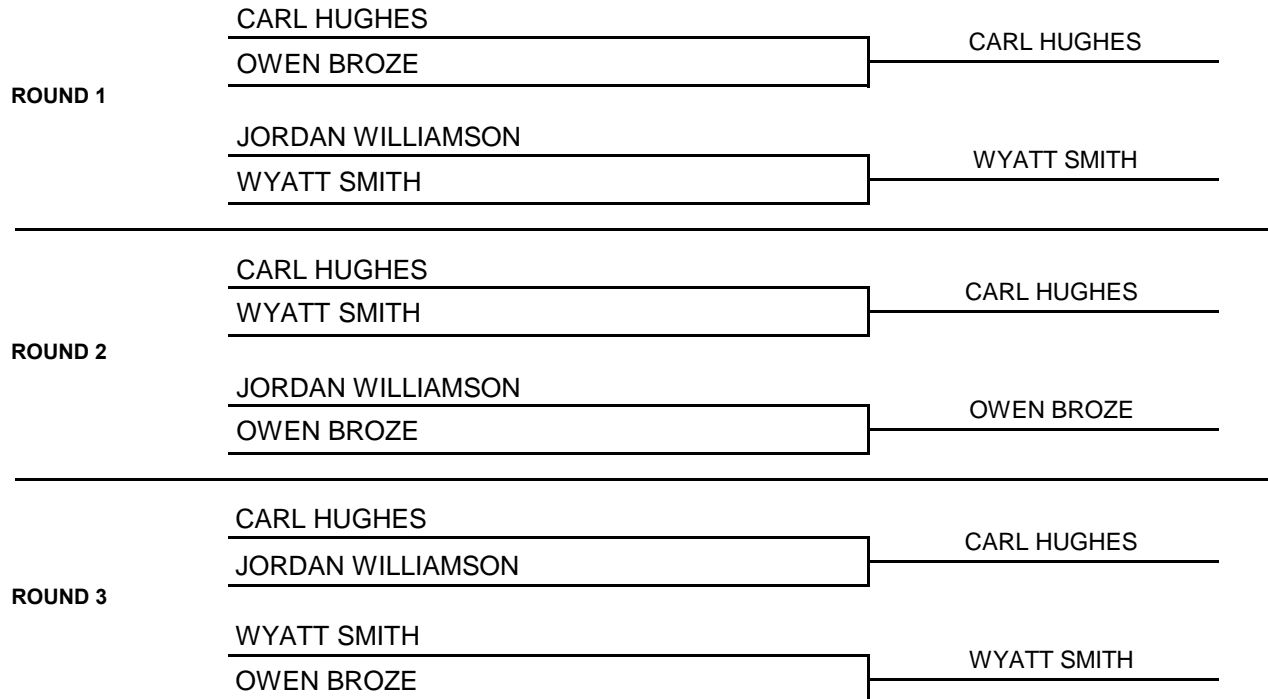 CARL HUGHES
CARL HUGHES
OWEN BROZE
ROUND 1
JORDAN WILLIAMSON
WYATT SMITH
WYATT SMITH
CARL HUGHES
CARL HUGHES
WYATT SMITH
ROUND 2
JORDAN WILLIAMSON
OWEN BROZE
OWEN BROZE
CARL HUGHES
CARL HUGHES
JORDAN WILLIAMSON
ROUND 3
WYATT SMITH
WYATT SMITH
OWEN BROZE